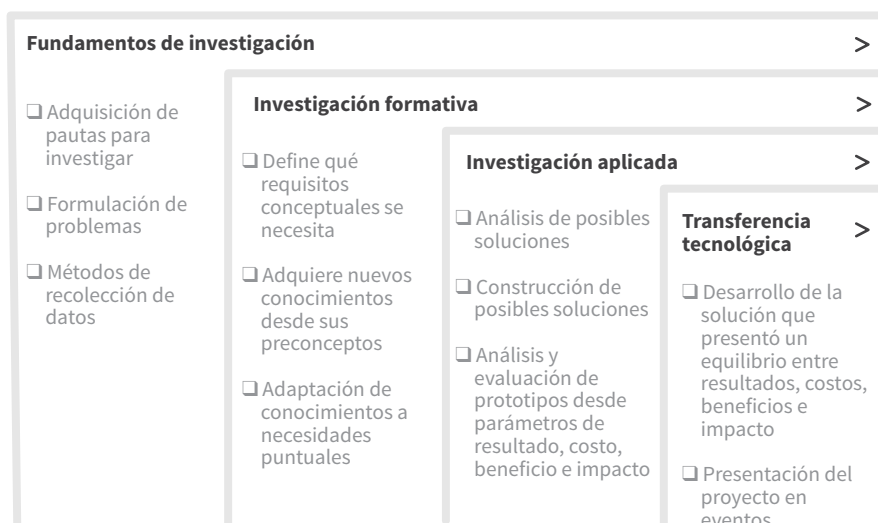 Fundamentos de investigación >
❑ Adquisición de
pautas para
investigar
❑ Formulación de
problemas
❑ Métodos de
recolección de
datos
Investigación formativa >
❑ Define qué
requisitos
conceptuales se
necesita
❑ Adquiere nuevos
conocimientos
desde sus
preconceptos
❑ Adaptación de
conocimientos a
necesidades
puntuales
Investigación aplicada >
❑ Análisis de posibles
soluciones
❑ Construcción de
posibles soluciones
❑ Análisis y
evaluación de
prototipos desde
parámetros de
resultado, costo,
beneficio e impacto
Transferencia >
tecnológica
❑ Desarrollo de la
solución que
presentó un
equilibrio entre
resultados, costos,
beneficios e
impacto
❑ Presentación del
proyecto en
eventos